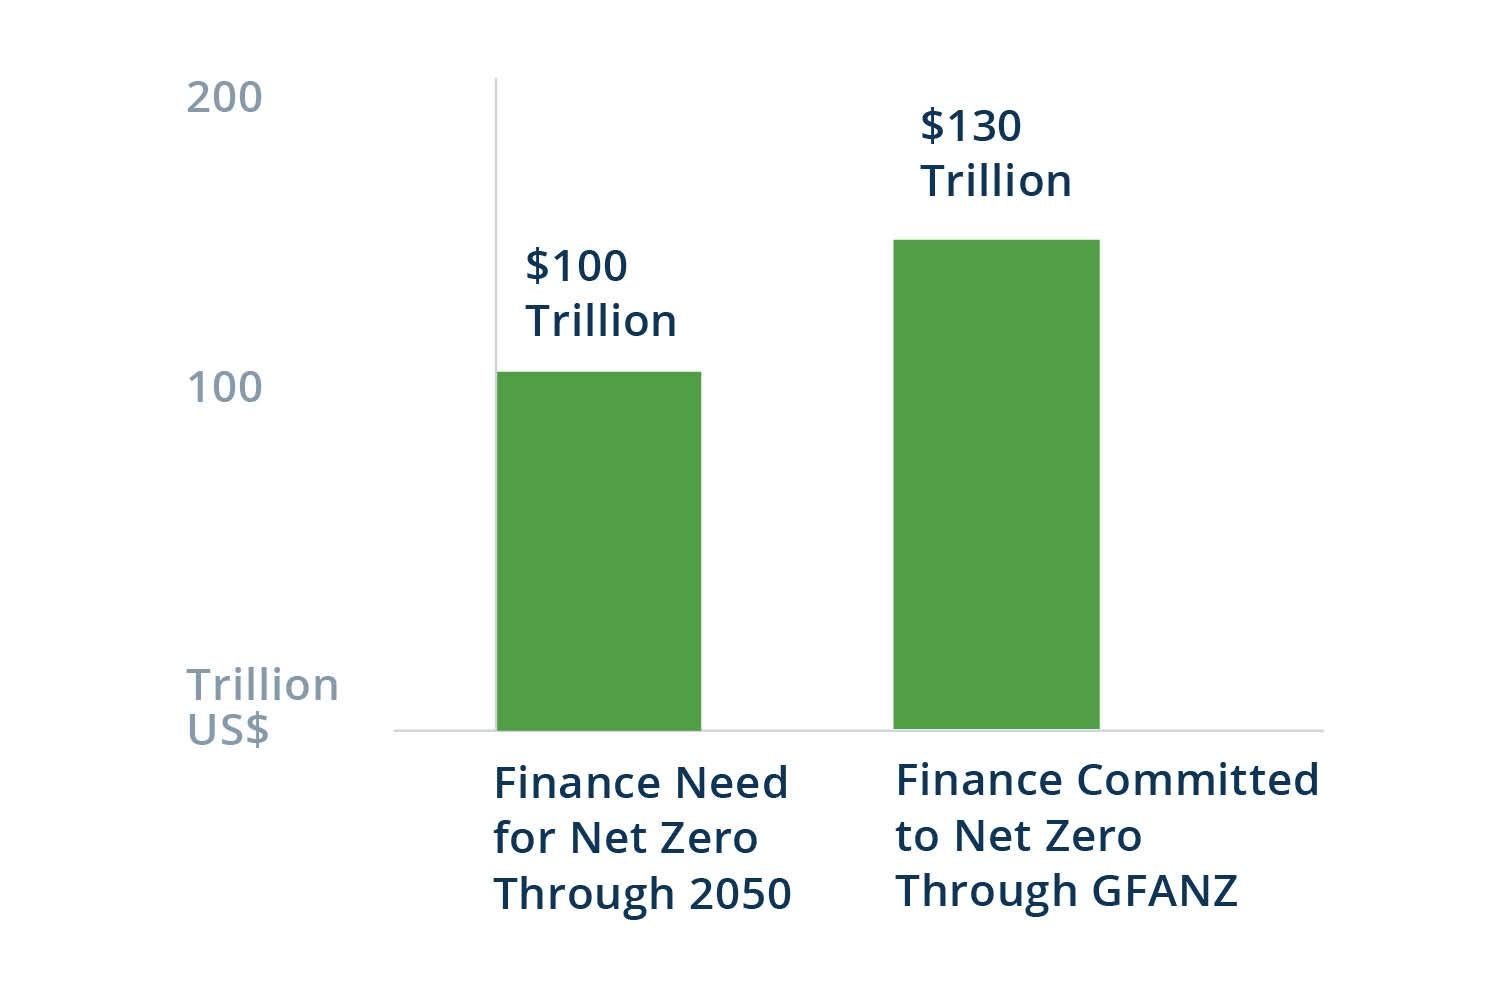 200
$130
Trillion
$100
Trillion
100
Trillion
US$
Finance Need
for Net Zero
Through 2050
Finance Committed
to Net Zero
Through GFANZ